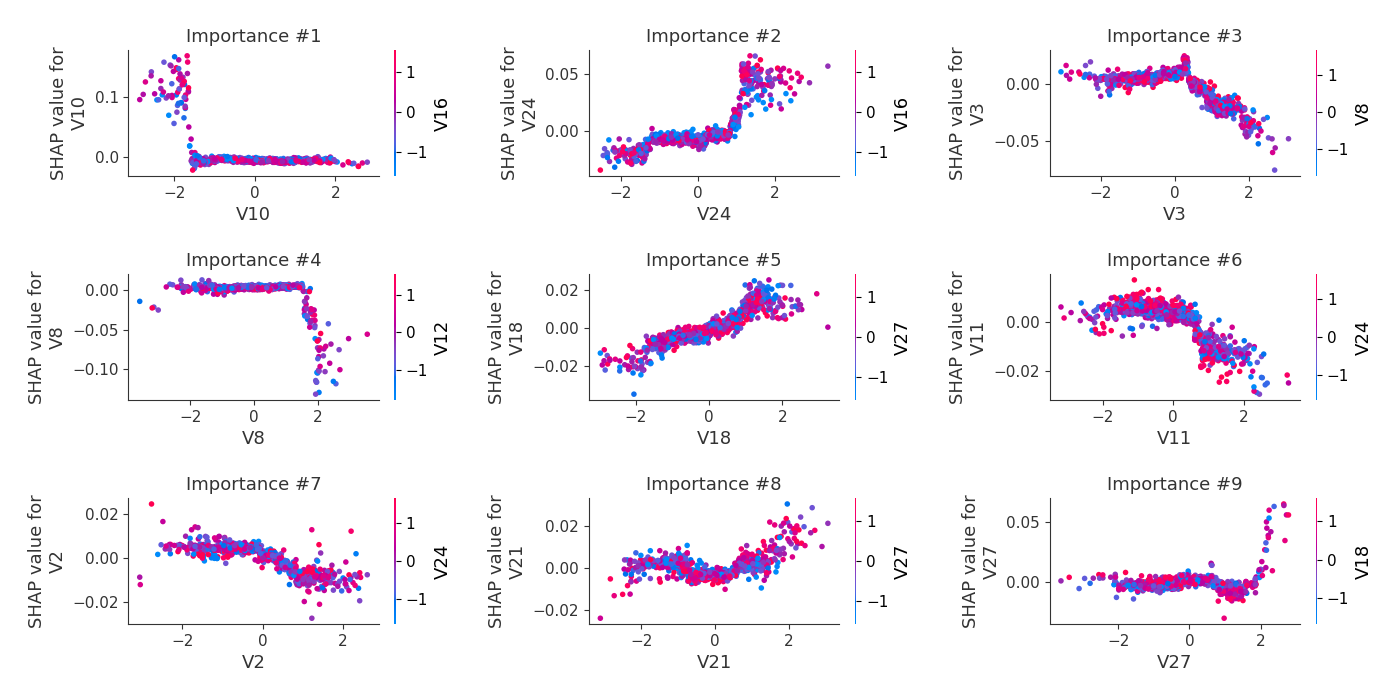 Importance #1
SHAP value for
V10
0.1
0.0
−2
0
2
V10
1
0
−1
V16
Importance #2
SHAP value for
V24
0.05
0.00
−2
0
2
V24
1
0
−1
V16
Importance #3
SHAP value for
V3
0.00
−0.05
−2
0
2
V3
1
0
−1
V8
Importance #4
SHAP value for
V8
0.00
−0.05
−0.10
−2
0
2
V8
1
0
−1
V12
Importance #5
SHAP value for
V18
0.02
0.00
−0.02
−2
0
2
V18
1
0
−1
V27
Importance #6
SHAP value for
V11
0.00
−0.02
−2
0
2
V11
1
0
−1
V24
Importance #7
SHAP value for
V2
0.02
0.00
−0.02
−2
0
2
V2
1
0
−1
V24
Importance #8
SHAP value for
V21
0.02
0.00
−0.02
−2
0
2
V21
1
0
−1
V27
Importance #9
SHAP value for
V27
0.05
0.00
−2
0
2
V27
1
0
−1
V18